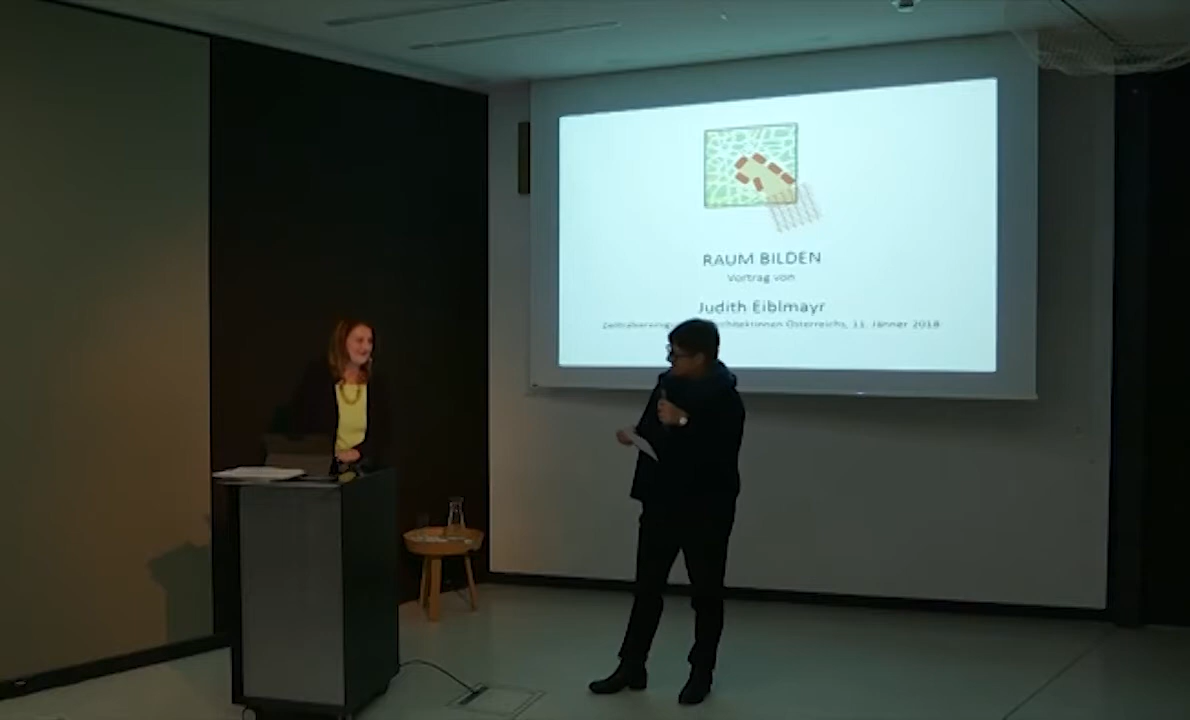 RAUM BILDEN
Vortrag von
Judith Eiblmayr
Österreichs, 11. Jänner 2018